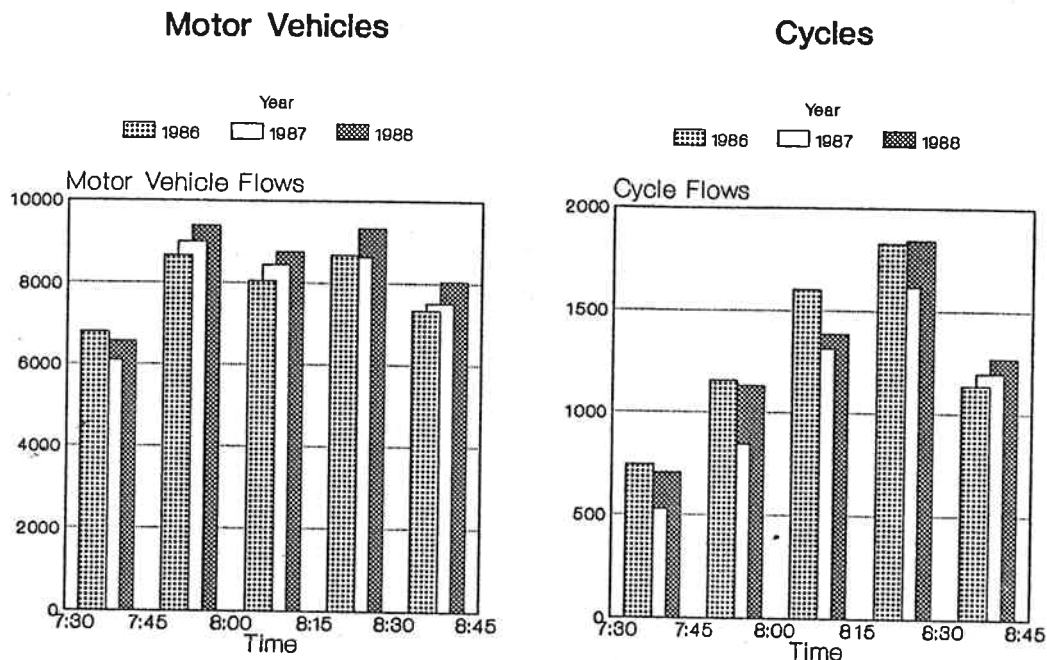 Motor Vehicles
Year
1986 1987 1988
Motor Vehicle Flows
10000
8000
6000
4000
2000
0
7:30 7:45 8:00 8:15 8:30 8:45
Time
Cycles
Year
1986 1987 1988
Cycle Flows
2000
1500
1000
500
0
7:30 7:45 8:00 815 8:30 8:45
Time